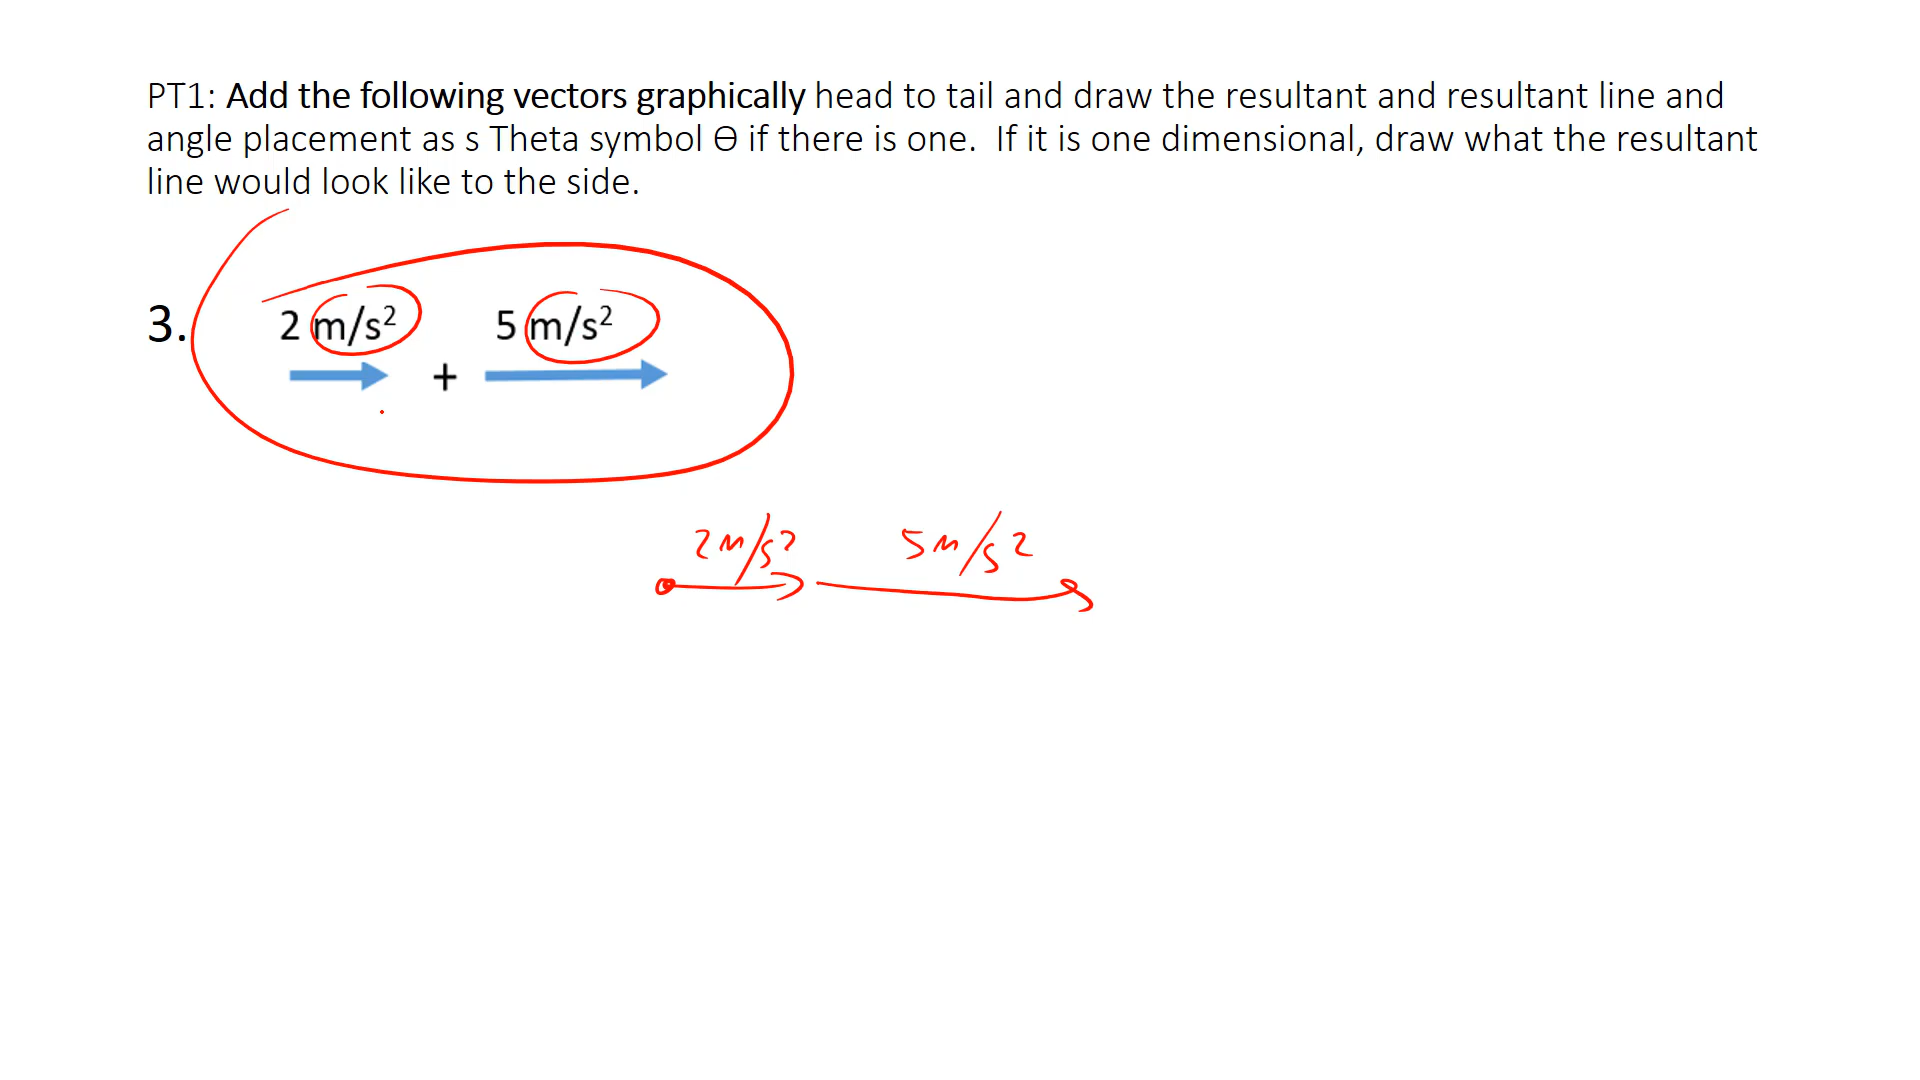 PT1: Add the following vectors graphically head to tail and draw the resultant and resultant line and
angle placement as s Theta symbol Ө if there is one.  If it is one dimensional, draw what the resultant
line would look like to the side.
3. 2 m/s² 5 m/s²
+
2m/s² 5m/s²